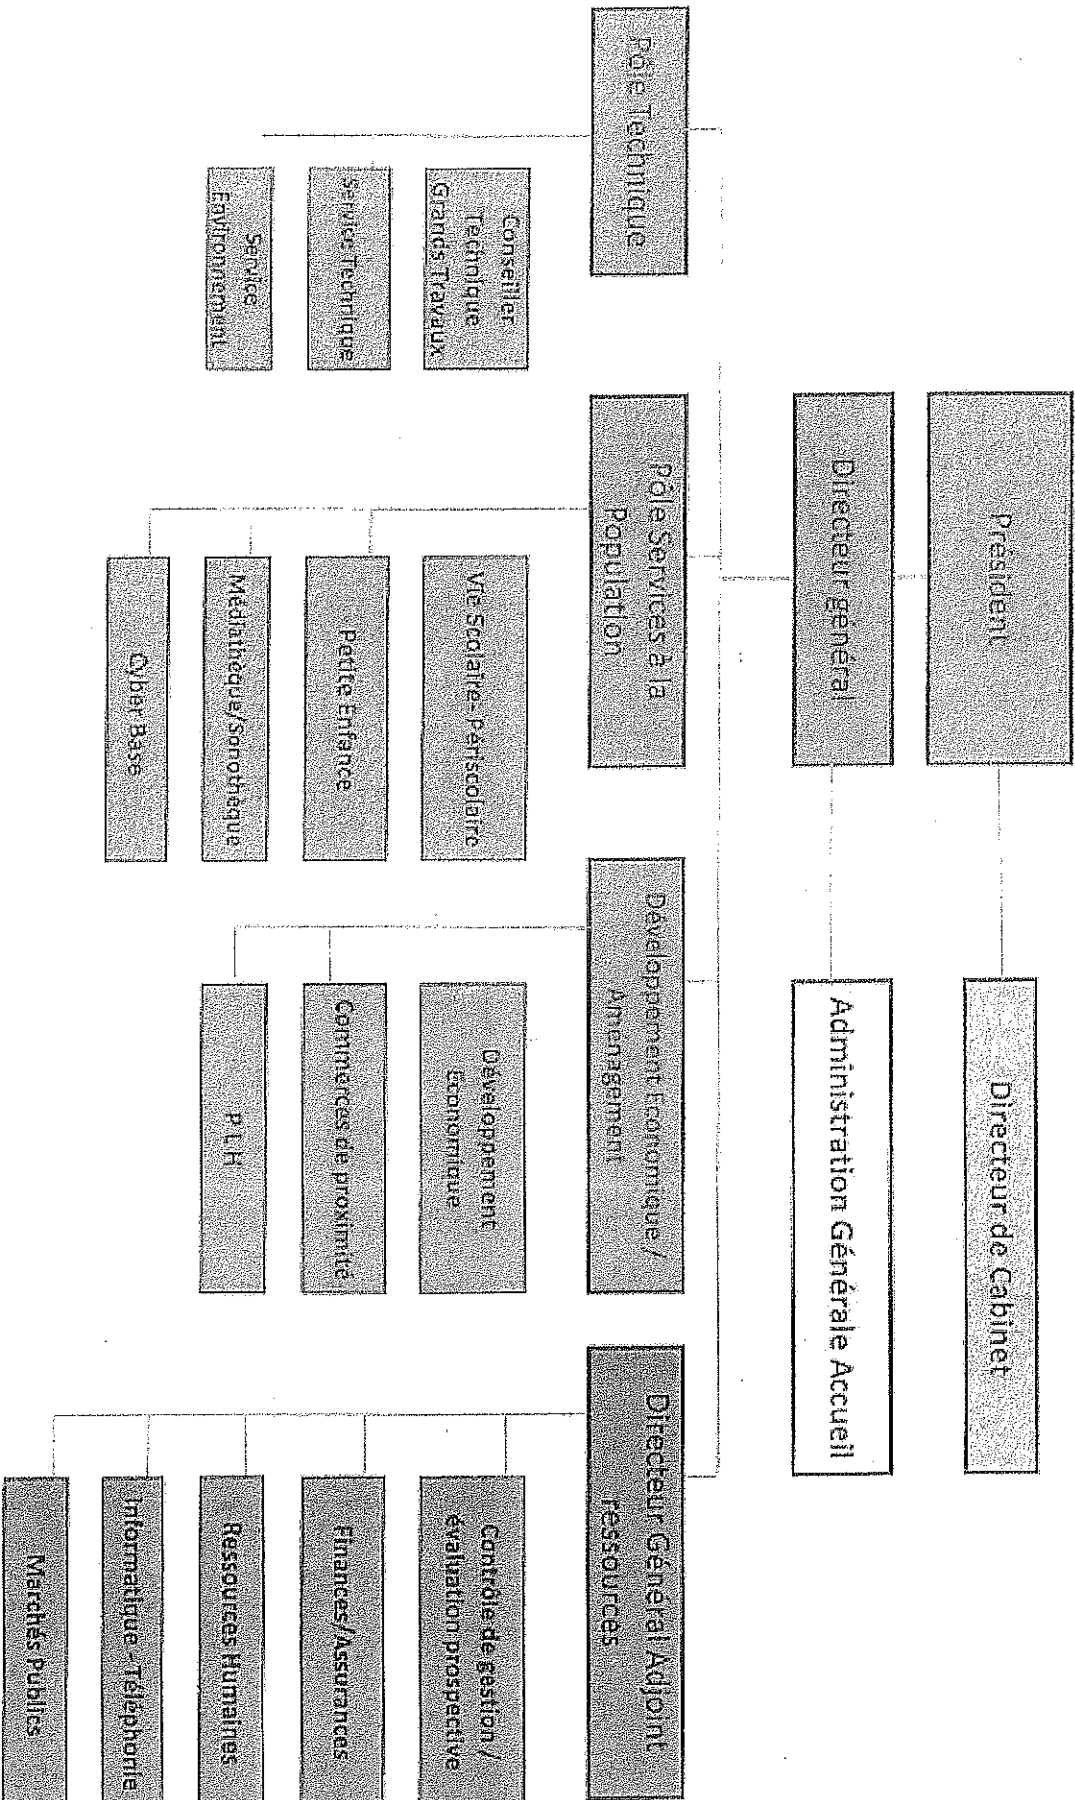 Président
Directeur de Cabinet
Directeur général
Administration Générale Accueil
Pôle Technique
Conseiller
Technique
Grands Travaux
Service Technique
Service
Environnement
Pôle Services à la
Population
Vie Scolaire- Périscolaire
Petite Enfance
Médiathèque/Sonothèque
Cyber Base
Développement Economique /
Aménagement
Développement
Economique
Commerces de proximité
P L H
Directeur Général Adjoint
ressources
Contrôle de gestion /
évaluation prospective
Finances/Assurances
Ressources Humaines
Informatique - Téléphonie
Marchés Publics